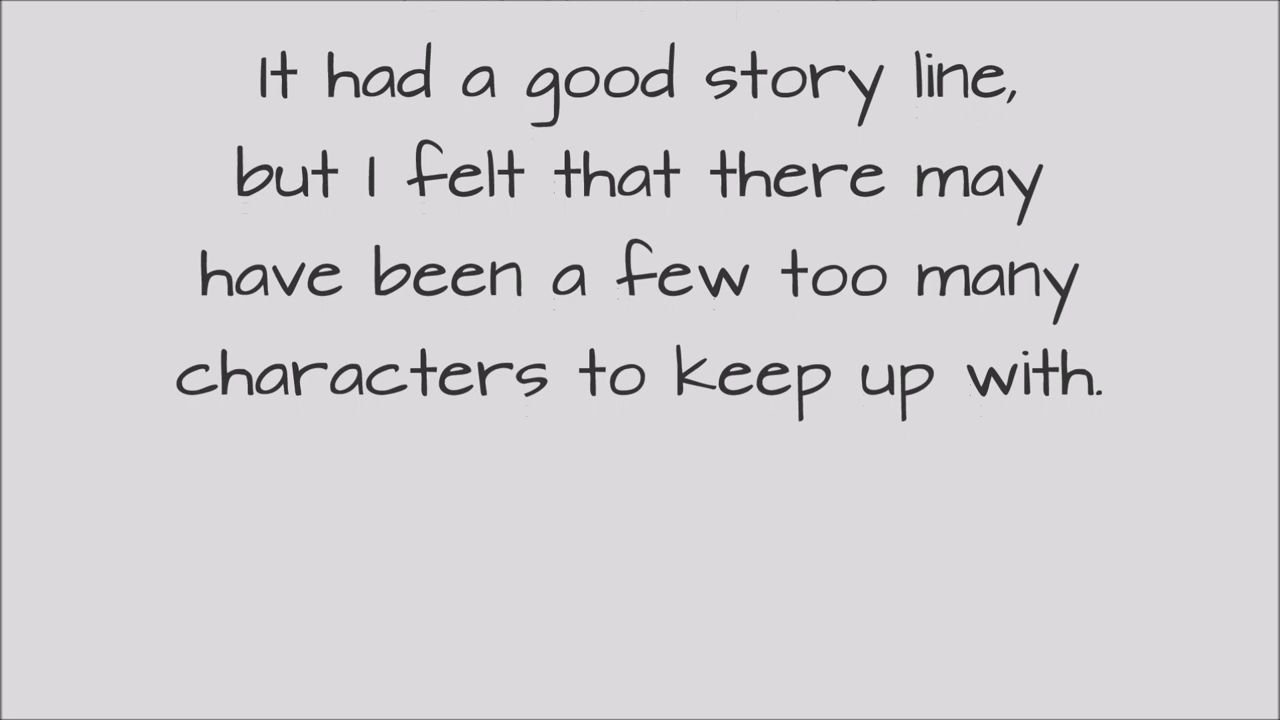 It had a good story line,
but I felt that there may
have been a few too many
characters to keep up with.